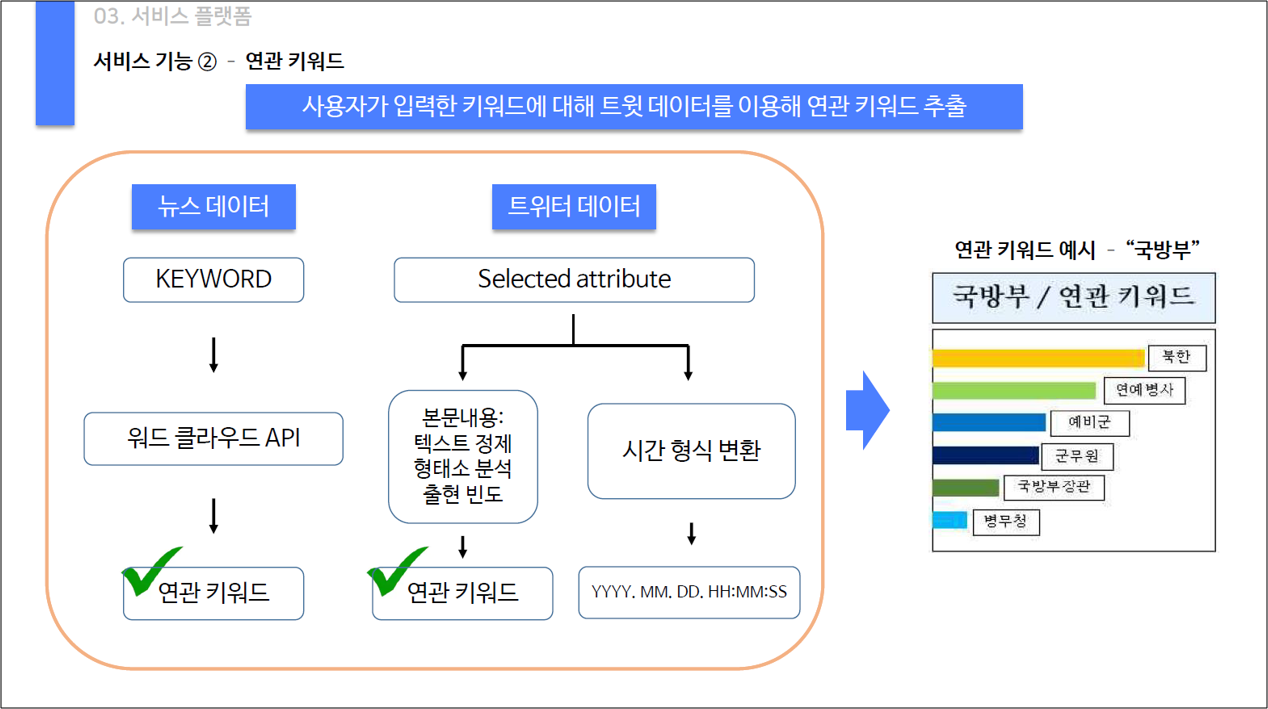 03. 서비스 플랫폼
서비스 기능 ② - 연관 키워드
사용자가 입력한 키워드에 대해 트윗 데이터를 이용해 연관 키워드 추출
뉴스 데이터
KEYWORD
워드 클라우드 API
연관 키워드
트위터 데이터
Selected attribute
본문내용:
텍스트 정제
형태소 분석
출현 빈도
연관 키워드
시간 형식 변환
YYYY. MM. DD. HH:MM:SS
연관 키워드 예시 - “국방부”
국방부 / 연관 키워드
북한
연예병사
예비군
군무원
국방부장관
병무청